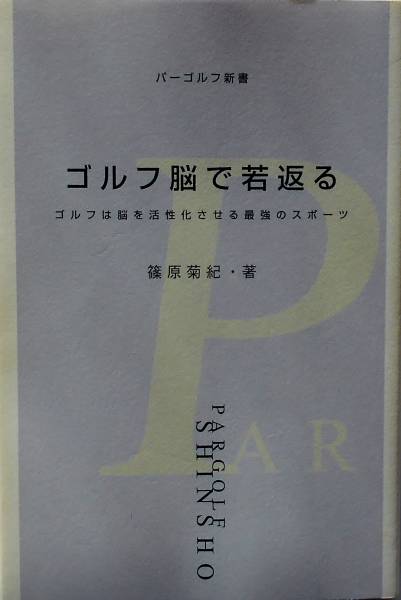 パーゴルフ新書
ゴルフ脳で若返る
ゴルフは脳を活性化させる最強のスポーツ
篠原菊紀・著
PAR
PARGOLF
SHINSHO